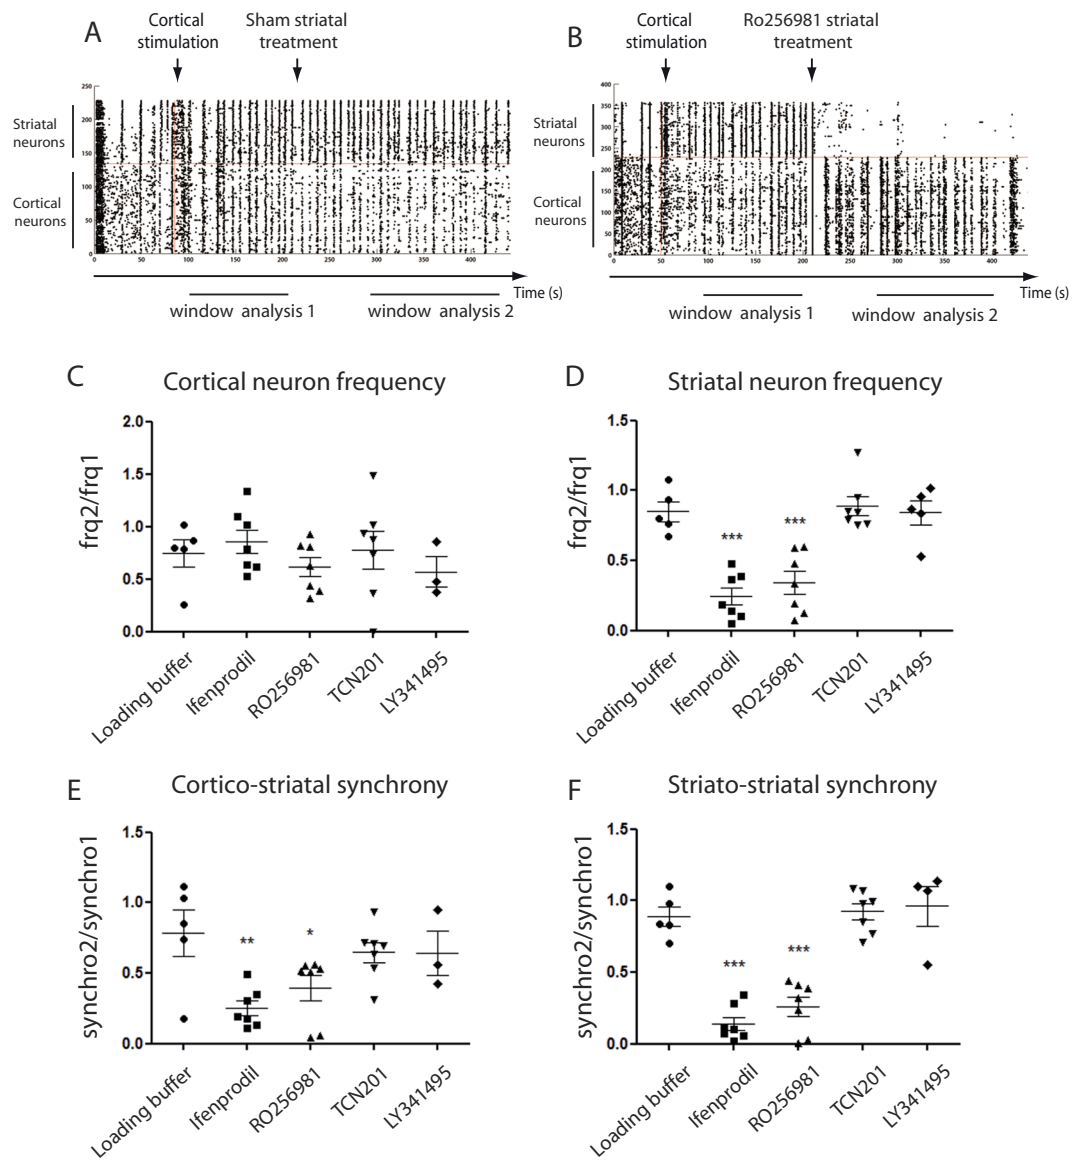 A
Cortical
stimulation
Sham striatal
treatment
250
200
150
100
50
0
Striatal
neurons
Cortical
neurons
0 50 100 150 200 250 300 350 400
Time (s)
window analysis 1
window analysis 2
B
Cortical
stimulation
Ro256981 striatal
treatment
400
350
300
250
200
150
100
50
0
Striatal
neurons
Cortical
neurons
0 50 100 150 200 250 300 350 400
Time (s)
window analysis 1
window analysis 2
C
Cortical neuron frequency
frq2/frq1
2.0
1.5
1.0
0.5
0.0
Loading buffer
Ifenprodil
RO256981
TCN201
LY341495
D
Striatal neuron frequency
frq2/frq1
1.5
1.0
0.5
0.0
***
***
Loading buffer
Ifenprodil
RO256981
TCN201
LY341495
E
Cortico-striatal synchrony
synchro2/synchro1
1.5
1.0
0.5
0.0
**
*
Loading buffer
Ifenprodil
RO256981
TCN201
LY341495
F
Striato-striatal synchrony
synchro2/synchro1
1.5
1.0
0.5
0.0
***
***
Loading buffer
Ifenprodil
RO256981
TCN201
LY341495